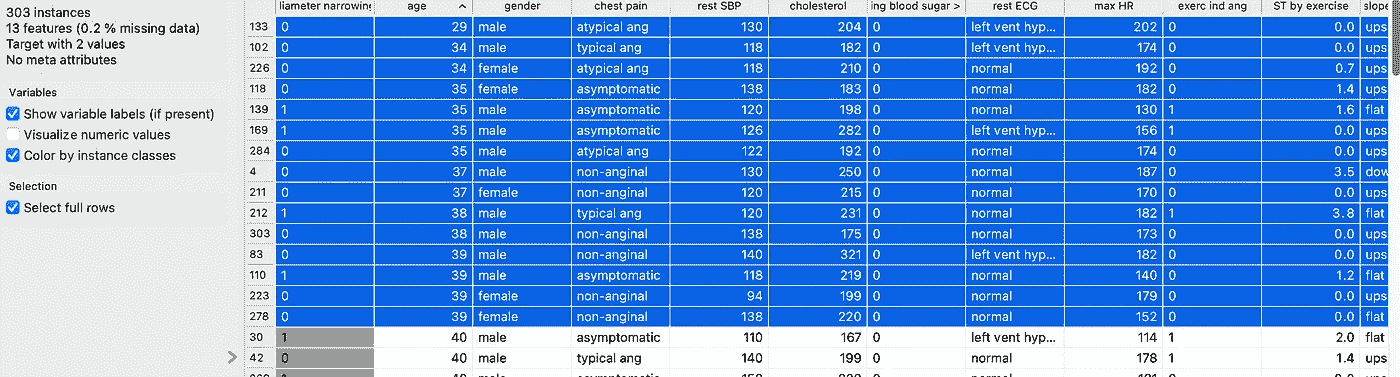 303 instances
13 features (0.2 % missing data)
Target with 2 values
No meta attributes
Variables
Show variable labels (if present)
Visualize numeric values
Color by instance classes
Selection
Select full rows
diameter narrowing age gender chest pain rest SBP cholesterol ing blood sugar > rest ECG max HR exerc ind ang ST by exercise slope
133 0 29 male atypical ang 130 204 0 left vent hyp... 202 0 0.0 ups
102 0 34 male typical ang 118 182 0 left vent hyp... 174 0 0.0 ups
226 0 34 female atypical ang 118 210 0 normal 192 0 0.7 ups
118 0 35 female asymptomatic 138 183 0 normal 182 0 1.4 ups
139 1 35 male asymptomatic 120 198 0 normal 130 1 1.6 flat
169 1 35 male asymptomatic 126 282 0 left vent hyp... 156 1 0.0 ups
284 0 35 male atypical ang 122 192 0 normal 174 0 0.0 ups
4 0 37 male non-anginal 130 250 0 normal 187 0 3.5 dow
211 0 37 female non-anginal 120 215 0 normal 170 0 0.0 ups
212 1 38 male typical ang 120 231 0 normal 182 1 3.8 flat
303 0 38 male non-anginal 138 175 0 normal 173 0 0.0 ups
83 0 39 male non-anginal 140 321 0 left vent hyp... 182 0 0.0 ups
110 1 39 male asymptomatic 118 219 0 normal 140 0 1.2 flat
223 0 39 female non-anginal 94 199 0 normal 179 0 0.0 ups
278 0 39 female non-anginal 138 220 0 normal 152 0 0.0 flat
30 1 40 male asymptomatic 110 167 0 left vent hyp... 114 1 2.0 flat
42 0 40 male typical ang 140 199 0 normal 178 1 1.4 ups